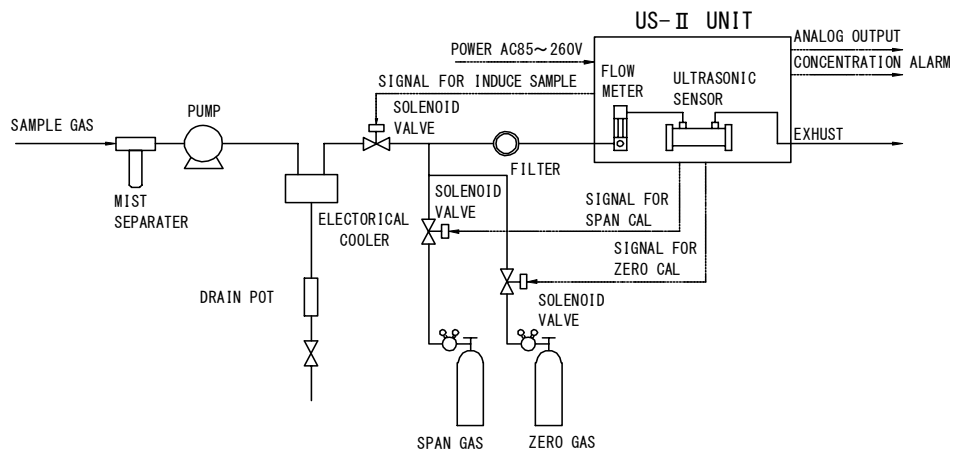 US-Ⅱ UNIT
POWER AC85～260V
ANALOG OUTPUT
CONCENTRATION ALARM
SIGNAL FOR INDUCE SAMPLE
FLOW
METER
ULTRASONIC
SENSOR
SAMPLE GAS
PUMP
SOLENOID
VALVE
EXHUST
MIST
SEPARATER
FILTER
ELECTORICAL
COOLER
SOLENOID
VALVE
SIGNAL FOR
SPAN CAL
SIGNAL FOR
ZERO CAL
DRAIN POT
SOLENOID
VALVE
SPAN GAS
ZERO GAS